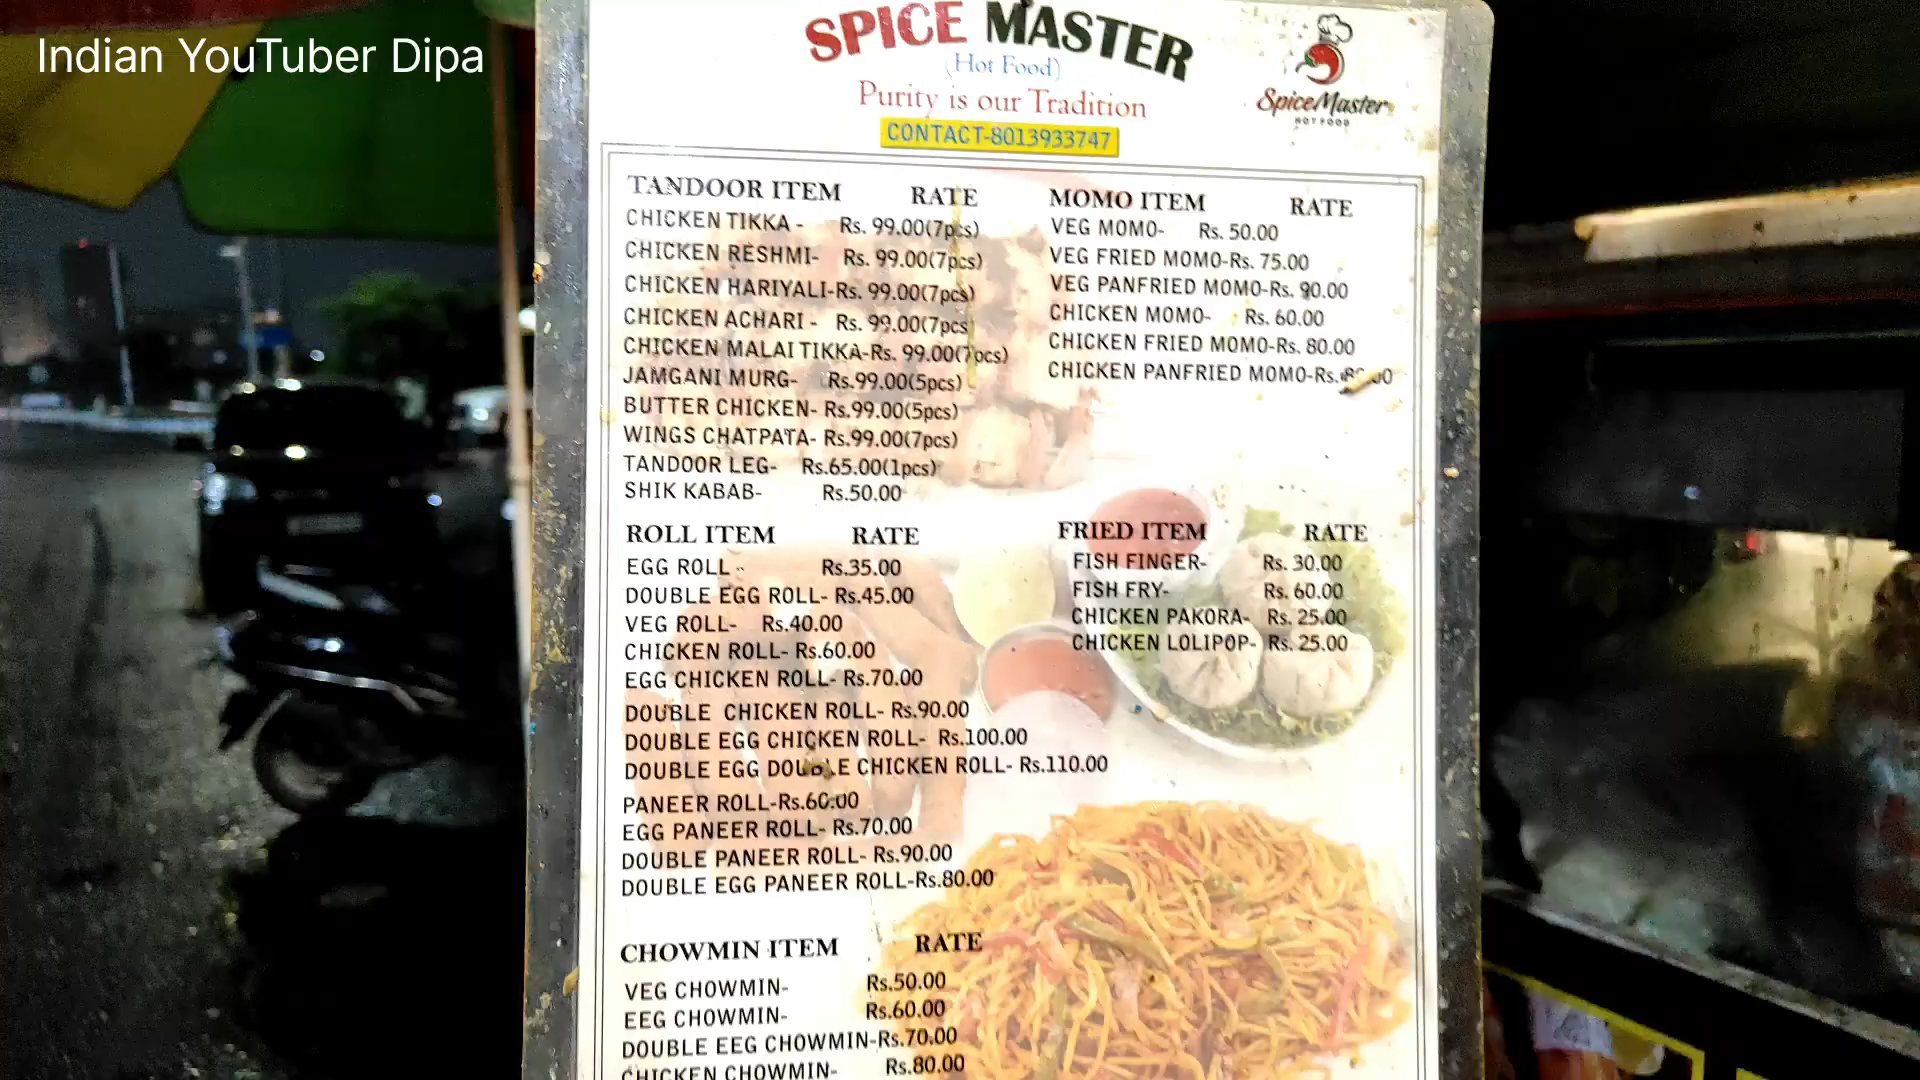 Indian YouTuber Dipa
SPICE MASTER
(Hot Food)
Purity is our Tradition
CONTACT-8013933747
SpiceMaster
HOT FOOD
TANDOOR ITEM RATE
CHICKEN TIKKA - Rs. 99.00(7pcs)
CHICKEN RESHMI- Rs. 99.00(7pcs)
CHICKEN HARIYALI-Rs. 99.00(7pcs)
CHICKEN ACHARI - Rs. 99.00(7pcs
CHICKEN MALAI TIKKA-Rs. 99.00(7pcs)
JAMGANI MURG- Rs.99.00(5pcs)
BUTTER CHICKEN- Rs.99.00(5pcs)
WINGS CHATPATA- Rs.99.00(7pcs)
TANDOOR LEG- Rs.65.00(1pcs)
SHIK KABAB- Rs.50.00
MOMO ITEM RATE
VEG MOMO- Rs. 50.00
VEG FRIED MOMO-Rs. 75.00
VEG PANFRIED MOMO-Rs. 90.00
CHICKEN MOMO- Rs. 60.00
CHICKEN FRIED MOMO-Rs. 80.00
CHICKEN PANFRIED MOMO-Rs.
ROLL ITEM RATE
EGG ROLL - Rs.35.00
DOUBLE EGG ROLL- Rs.45.00
VEG ROLL- Rs.40.00
CHICKEN ROLL- Rs.60.00
EGG CHICKEN ROLL- Rs.70.00
DOUBLE CHICKEN ROLL- Rs.90.00
DOUBLE EGG CHICKEN ROLL- Rs.100.00
DOUBLE EGG DOUBLE CHICKEN ROLL- Rs.110.00
PANEER ROLL-Rs.60.00
EGG PANEER ROLL- Rs.70.00
DOUBLE PANEER ROLL- Rs.90.00
DOUBLE EGG PANEER ROLL-Rs.80.00
FRIED ITEM RATE
FISH FINGER- Rs. 30.00
FISH FRY- Rs. 60.00
CHICKEN PAKORA- Rs. 25.00
CHICKEN LOLIPOP- Rs. 25.00
CHOWMIN ITEM RATE
VEG CHOWMIN- Rs.50.00
EEG CHOWMIN- Rs.60.00
DOUBLE EEG CHOWMIN-Rs.70.00
CHICKEN CHOWMIN- Rs.80.00